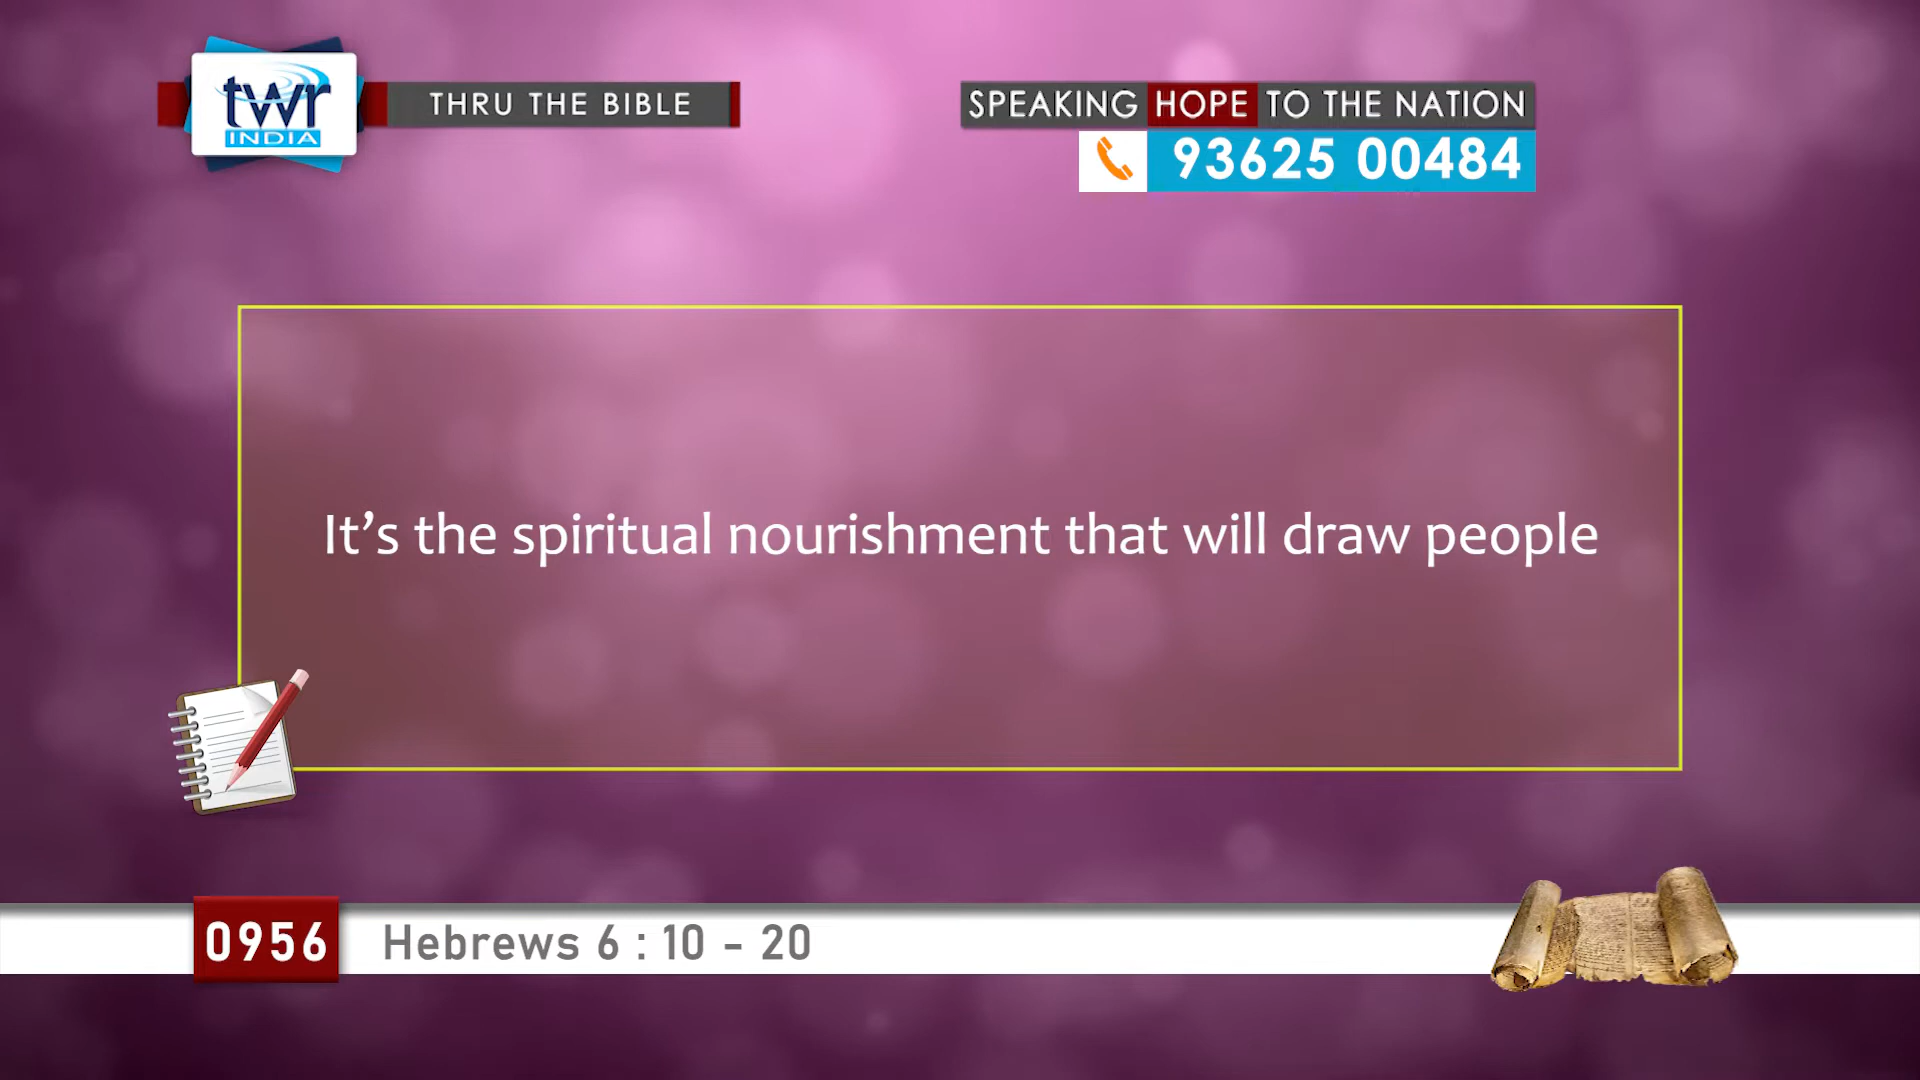 twr
INDIA
THRU THE BIBLE
SPEAKING HOPE TO THE NATION
93625 00484
It’s the spiritual nourishment that will draw people
0956
Hebrews 6 : 10 - 20